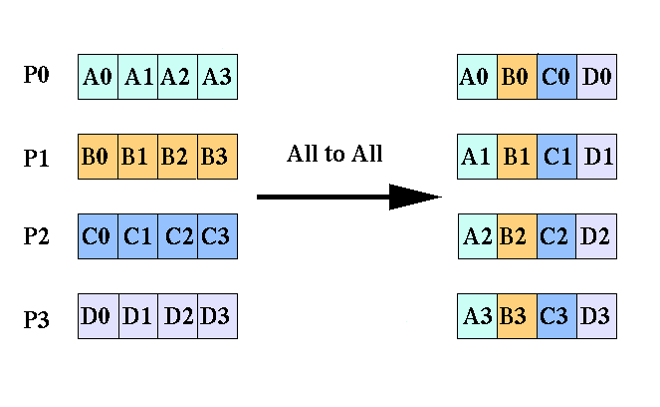 P0 A0 A1 A2 A3 A0 B0 C0 D0
P1 B0 B1 B2 B3 All to All A1 B1 C1 D1
P2 C0 C1 C2 C3 A2 B2 C2 D2
P3 D0 D1 D2 D3 A3 B3 C3 D3